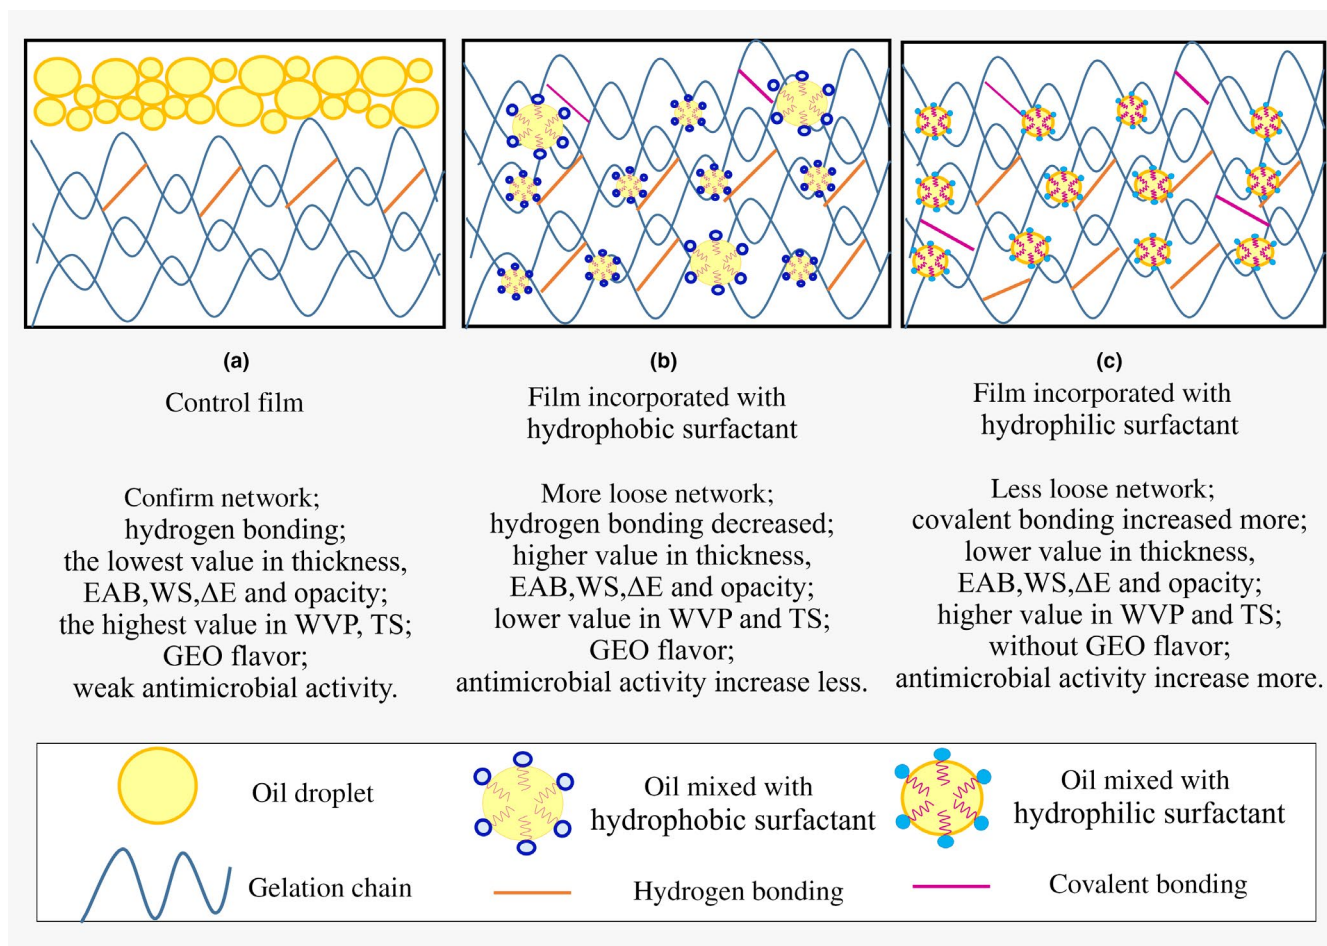 (a)
Control film
Confirm network;
hydrogen bonding;
the lowest value in thickness,
EAB,WS,ΔE and opacity;
the highest value in WVP, TS;
GEO flavor;
weak antimicrobial activity.
(b)
Film incorporated with
hydrophobic surfactant
More loose network;
hydrogen bonding decreased;
higher value in thickness,
EAB,WS,ΔE and opacity;
lower value in WVP and TS;
GEO flavor;
antimicrobial activity increase less.
(c)
Film incorporated with
hydrophilic surfactant
Less loose network;
covalent bonding increased more;
lower value in thickness,
EAB,WS,ΔE and opacity;
higher value in WVP and TS;
without GEO flavor;
antimicrobial activity increase more.
Oil droplet
Oil mixed with
hydrophobic surfactant
Oil mixed with
hydrophilic surfactant
Gelation chain
Hydrogen bonding
Covalent bonding